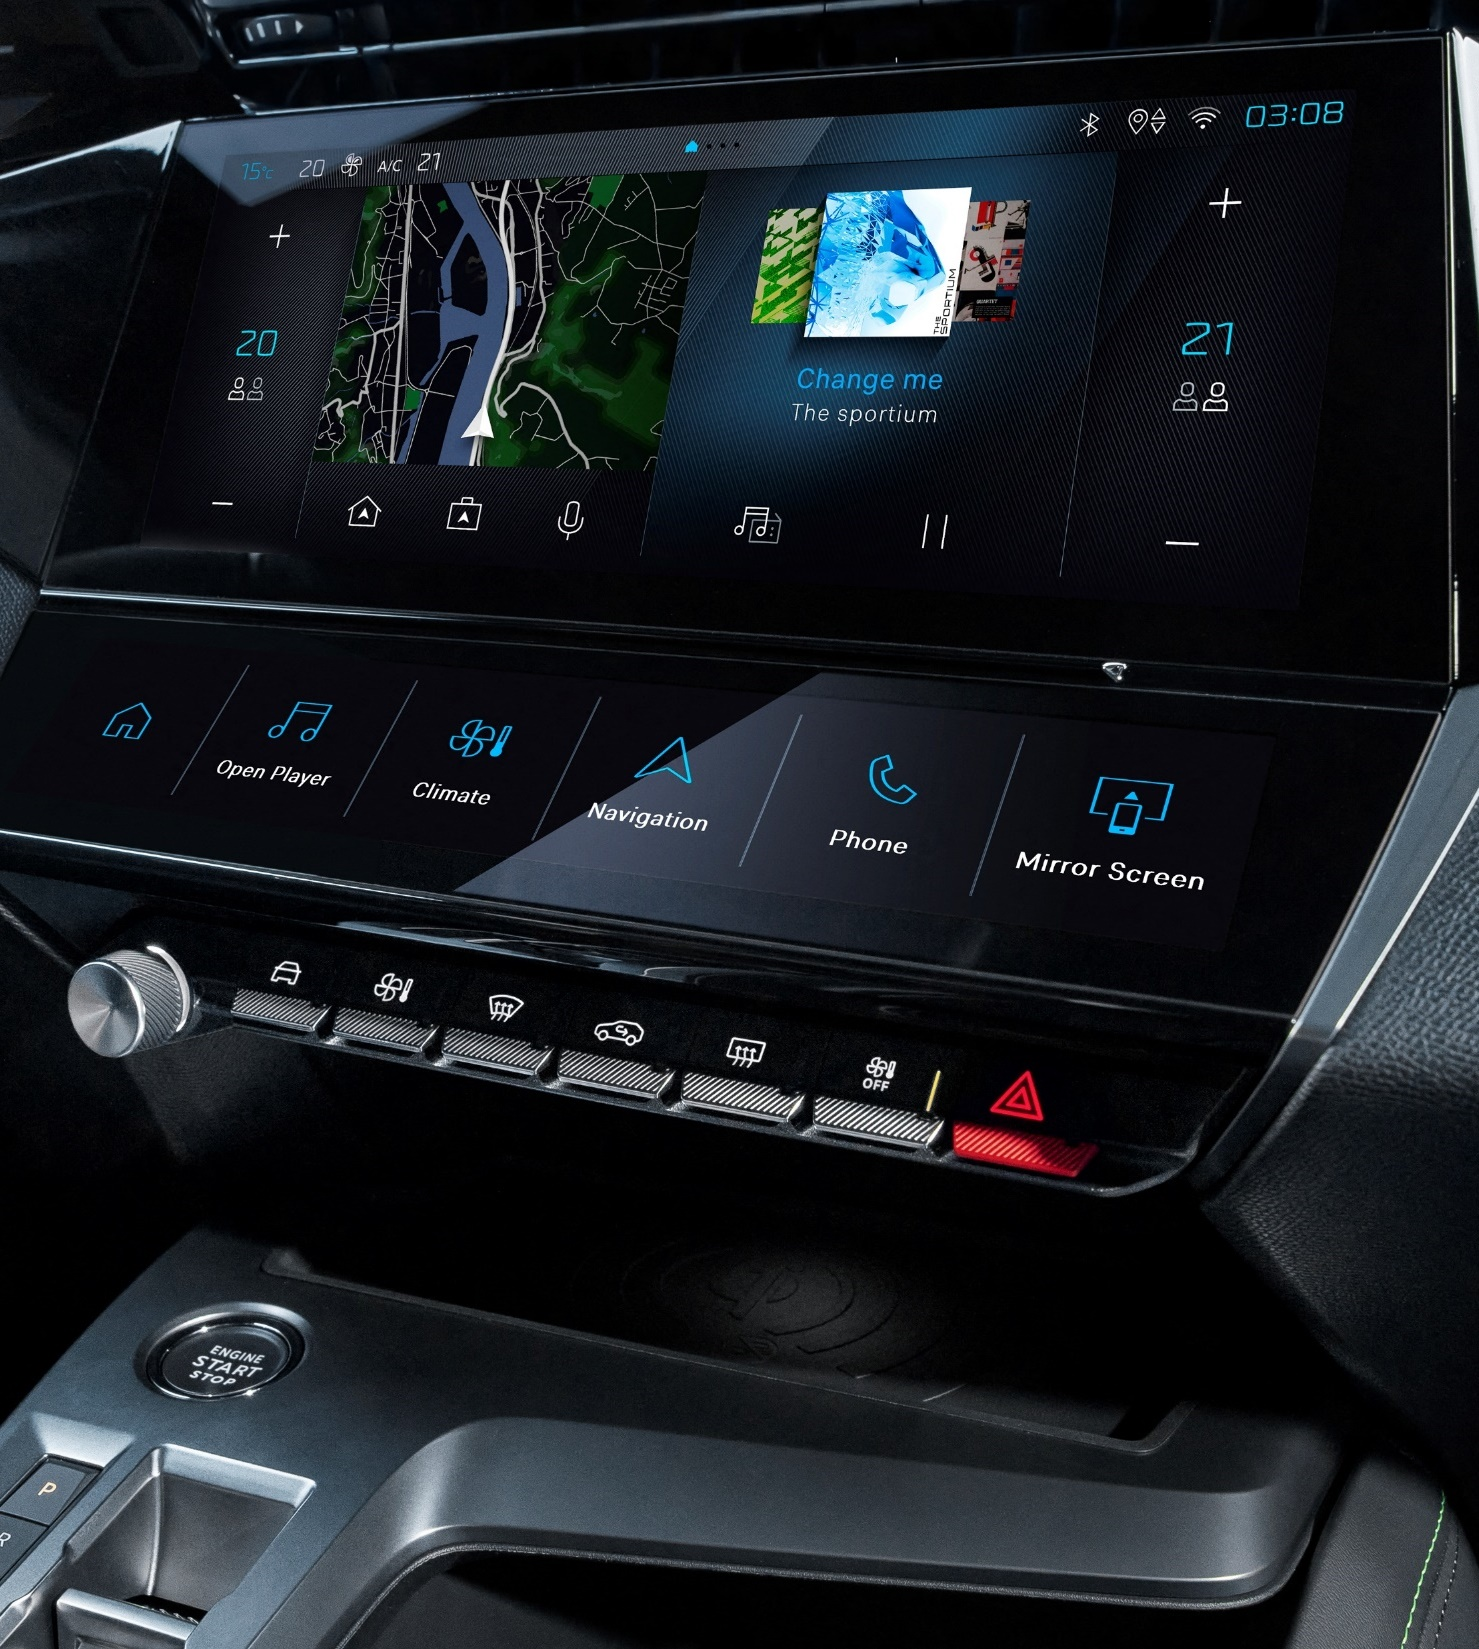 15°C 20 A/C 21
03:08
20
THE
SPORTIUM
QUARTET
Change me
The sportium
21
Open Player
Climate
Navigation
Phone
Mirror Screen
OFF
ENGINE
START
STOP
P
R